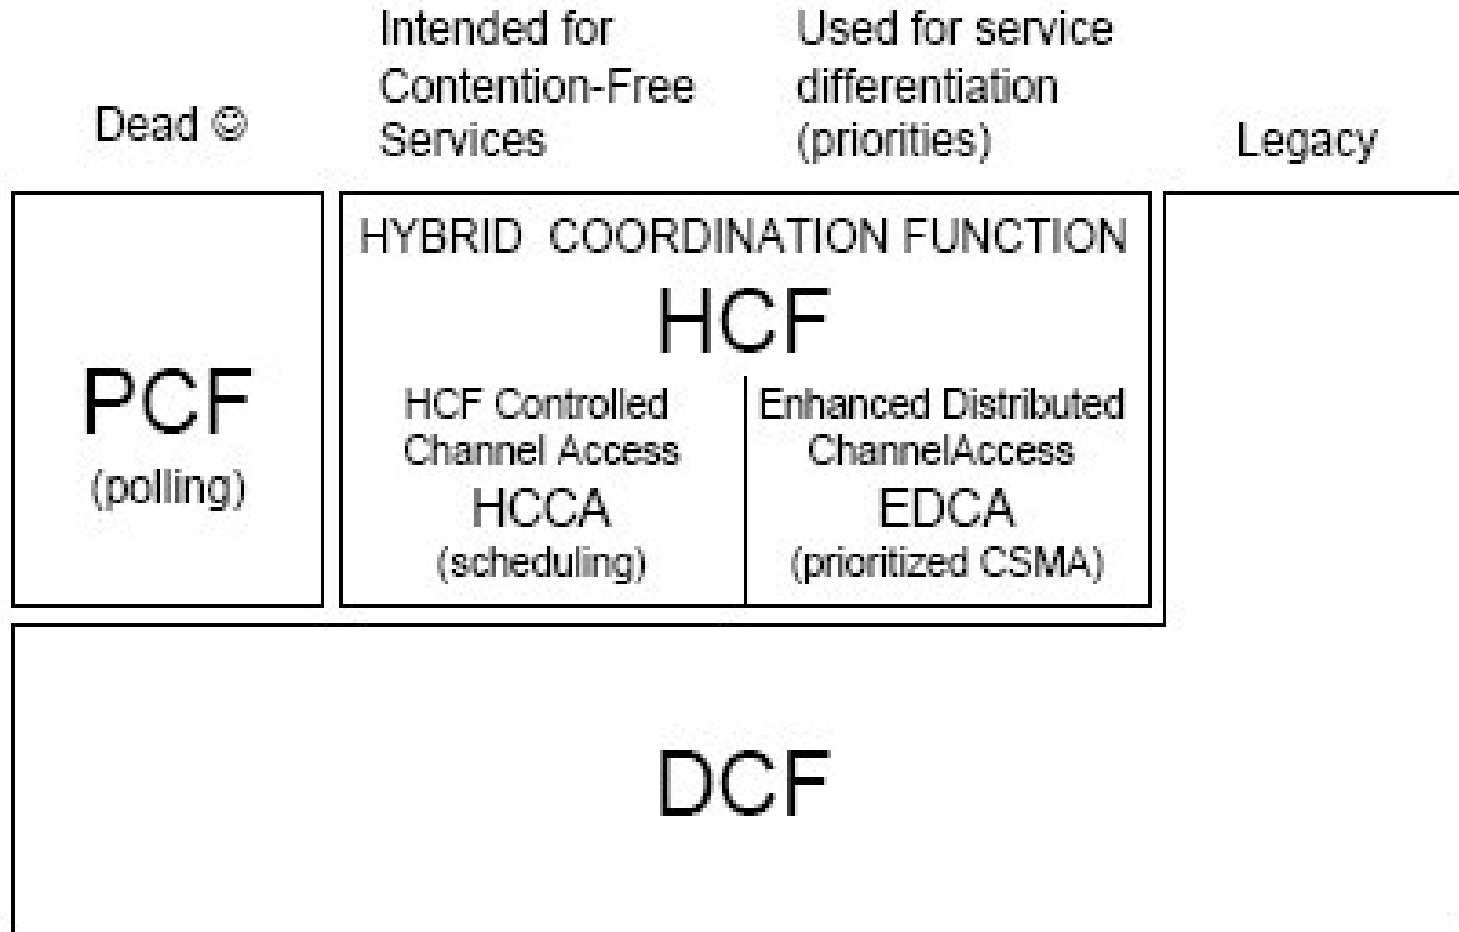 Dead ☺
Intended for
Contention-Free
Services
Used for service
differentiation
(priorities)
Legacy
PCF
(polling)
HYBRID COORDINATION FUNCTION
HCF
HCF Controlled
Channel Access
HCCA
(scheduling)
Enhanced Distributed
ChannelAccess
EDCA
(prioritized CSMA)
DCF